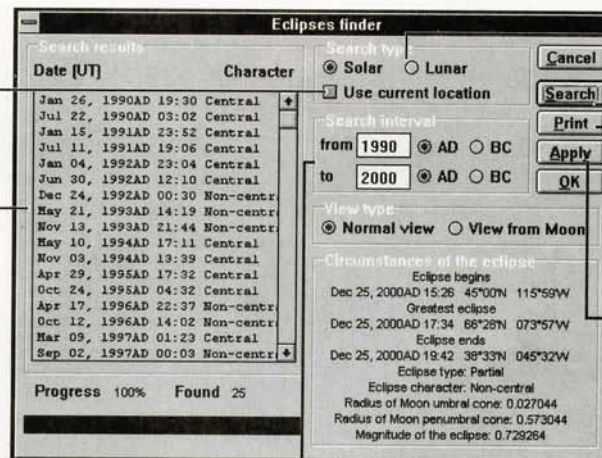 Eclipses finder
Search results
Date [UT] Character
Jan 26, 1990AD 19:30 Central
Jul 22, 1990AD 03:02 Central
Jan 15, 1991AD 23:52 Central
Jul 11, 1991AD 19:06 Central
Jan 04, 1992AD 23:04 Central
Jun 30, 1992AD 12:10 Central
Dec 24, 1992AD 00:30 Non-centr
May 21, 1993AD 14:19 Non-centr
Nov 13, 1993AD 21:44 Non-centr
May 10, 1994AD 17:11 Central
Nov 03, 1994AD 13:39 Central
Apr 29, 1995AD 17:32 Central
Oct 24, 1995AD 04:32 Central
Apr 17, 1996AD 22:37 Non-centr
Oct 12, 1996AD 14:02 Non-centr
Mar 09, 1997AD 01:23 Central
Sep 02, 1997AD 00:03 Non-centr
Progress 100% Found 25
Search type
Solar Lunar
Use current location
Search interval
from 1990 AD BC
to 2000 AD BC
View type
Normal view View from Moon
Circumstances of the eclipse
Eclipse begins
Dec 25, 2000AD 15:26 45°00'N 115°59'W
Greatest eclipse
Dec 25, 2000AD 17:34 66°28'N 073°57'W
Eclipse ends
Dec 25, 2000AD 19:42 38°33'N 045°32'W
Eclipse type: Partial
Eclipse character: Non-central
Radius of Moon umbral cone: 0.027044
Radius of Moon penumbral cone: 0.573044
Magnitude of the eclipse: 0.729264
Cancel
Search
Print
Apply
OK